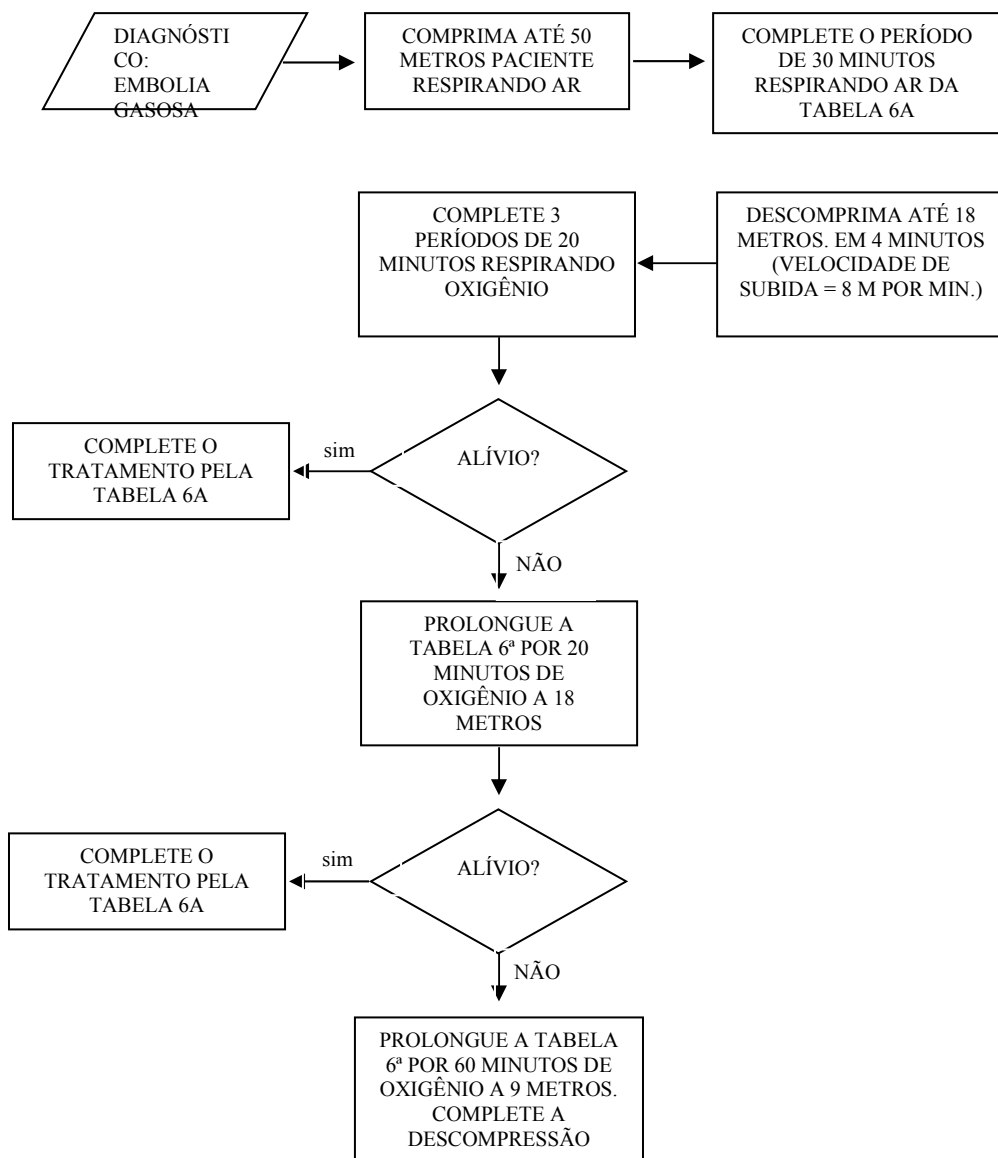 DIAGNÓSTI
CO:
EMBOLIA
GASOSA
COMPRIMA ATÉ 50
METROS PACIENTE
RESPIRANDO AR
COMPLETE O PERÍODO
DE 30 MINUTOS
RESPIRANDO AR DA
TABELA 6A
DESCOMPRIMA ATÉ 18
METROS. EM 4 MINUTOS
(VELOCIDADE DE
SUBIDA = 8 M POR MIN.)
COMPLETE 3
PERÍODOS DE 20
MINUTOS RESPIRANDO
OXIGÊNIO
ALÍVIO?
sim
COMPLETE O
TRATAMENTO PELA
TABELA 6A
NÃO
PROLONGUE A
TABELA 6ª POR 20
MINUTOS DE
OXIGÊNIO A 18
METROS
ALÍVIO?
sim
COMPLETE O
TRATAMENTO PELA
TABELA 6A
NÃO
PROLONGUE A TABELA
6ª POR 60 MINUTOS DE
OXIGÊNIO A 9 METROS.
COMPLETE A
DESCOMPRESSÃO